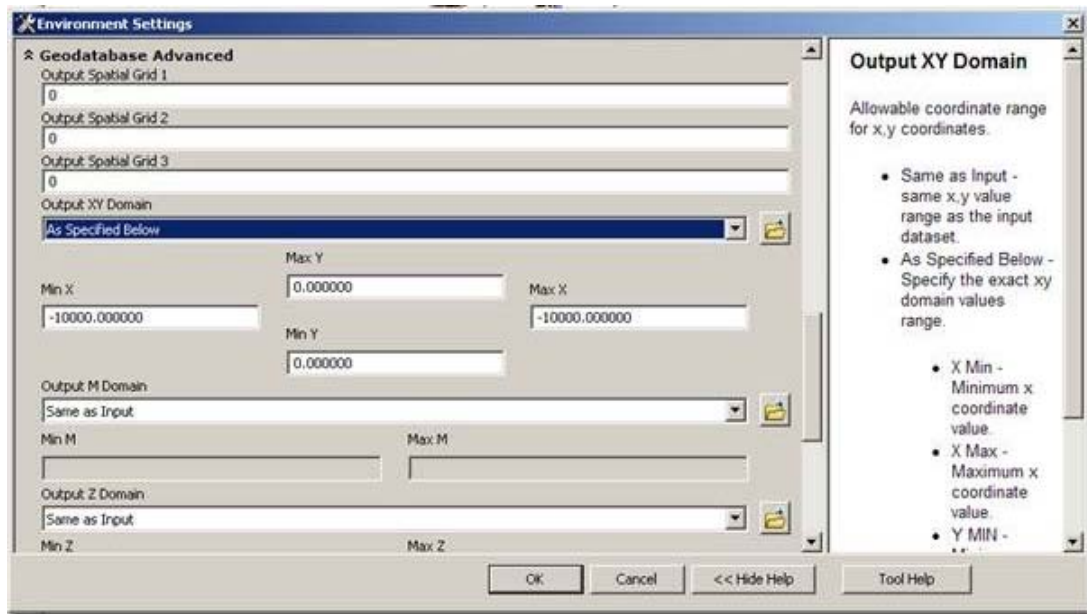 Environment Settings
Geodatabase Advanced
Output Spatial Grid 1
0
Output Spatial Grid 2
0
Output Spatial Grid 3
0
Output XY Domain
As Specified Below
Max Y
0.000000
Min X
-10000.000000
Max X
-10000.000000
Min Y
0.000000
Output M Domain
Same as Input
Min M
Max M
Output Z Domain
Same as Input
Min Z
Max Z
OK
Cancel
<< Hide Help
Tool Help
Output XY Domain
Allowable coordinate range
for x,y coordinates.
• Same as Input -
same x,y value
range as the input
dataset.
• As Specified Below -
Specify the exact xy
domain values
range.
• X Min -
Minimum x
coordinate
value.
• X Max -
Maximum x
coordinate
value.
• Y MIN -